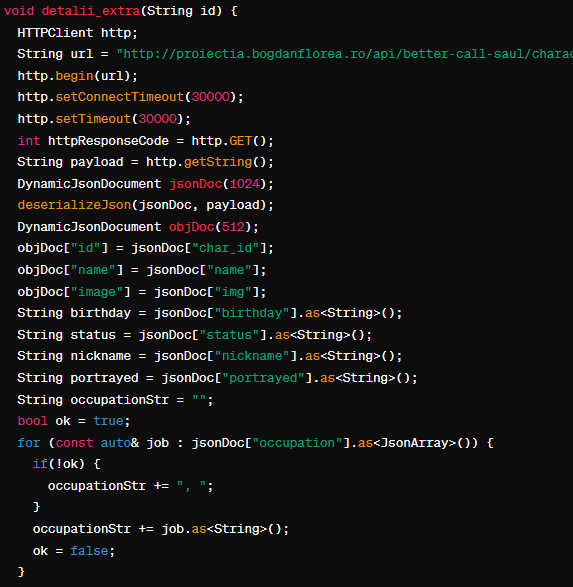 void detalii_extra(String id) {
HTTPClient http;
String url = "http://proiectia.bogdanflorea.ro/api/better-call-saul/charac
http.begin(url);
http.setConnectTimeout(30000);
http.setTimeout(30000);
int httpResponseCode = http.GET();
String payload = http.getString();
DynamicJsonDocument jsonDoc(1024);
deserializeJson(jsonDoc, payload);
DynamicJsonDocument objDoc(512);
objDoc["id"] = jsonDoc["char_id"];
objDoc["name"] = jsonDoc["name"];
objDoc["image"] = jsonDoc["img"];
String birthday = jsonDoc["birthday"].as<String>();
String status = jsonDoc["status"].as<String>();
String nickname = jsonDoc["nickname"].as<String>();
String portrayed = jsonDoc["portrayed"].as<String>();
String occupationStr = "";
bool ok = true;
for (const auto& job : jsonDoc["occupation"].as<JsonArray>()) {
if(!ok) {
occupationStr += ", ";
}
occupationStr += job.as<String>();
ok = false;
}